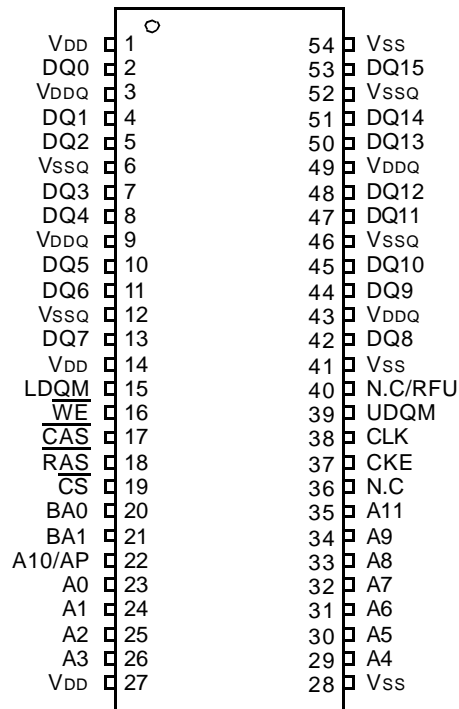 VDD 1 54 VSS
DQ0 2 53 DQ15
VDDQ 3 52 VSSQ
DQ1 4 51 DQ14
DQ2 5 50 DQ13
VSSQ 6 49 VDDQ
DQ3 7 48 DQ12
DQ4 8 47 DQ11
VDDQ 9 46 VSSQ
DQ5 10 45 DQ10
DQ6 11 44 DQ9
VSSQ 12 43 VDDQ
DQ7 13 42 DQ8
VDD 14 41 VSS
LDQM 15 40 N.C/RFU
W̅E̅ 16 39 UDQM
C̅A̅S̅ 17 38 CLK
R̅A̅S̅ 18 37 CKE
C̅S̅ 19 36 N.C
BA0 20 35 A11
BA1 21 34 A9
A10/AP 22 33 A8
A0 23 32 A7
A1 24 31 A6
A2 25 30 A5
A3 26 29 A4
VDD 27 28 VSS